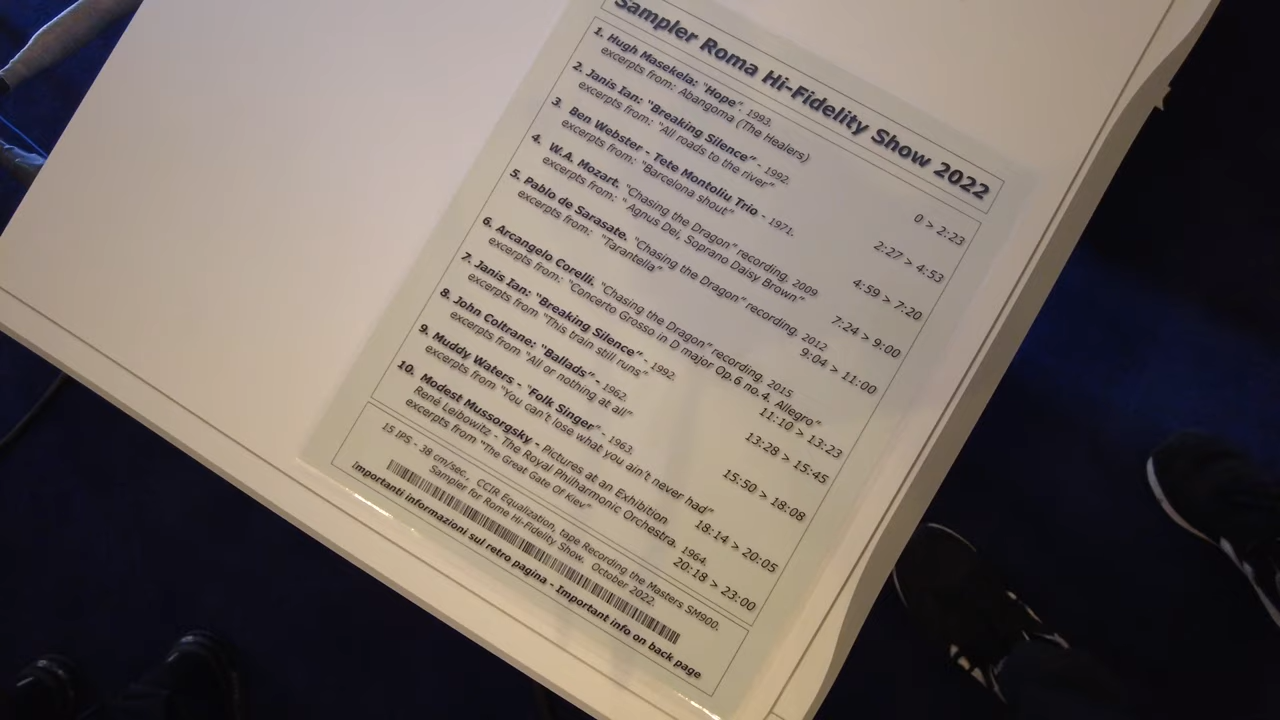 Sampler Roma Hi-Fidelity Show 2022
1. Hugh Masekela: "Hope". 1993.
excerpts from: Abangoma (The Healers)
0 > 2:23
2. Janis Ian: "Breaking Silence" - 1992.
excerpts from: "All roads to the river"
2:27 > 4:53
3. Ben Webster - Tete Montoliu Trio - 1971.
excerpts from: "Barcelona shout"
4:59 > 7:20
4. W.A. Mozart. "Chasing the Dragon" recording. 2009
excerpts from: "Agnus Dei, Soprano Daisy Brown"
7:24 > 9:00
5. Pablo de Sarasate. "Chasing the Dragon" recording. 2012
excerpts from: "Tarantella"
9:04 > 11:00
6. Arcangelo Corelli. "Chasing the Dragon" recording. 2015
excerpts from: "Concerto Grosso in D major Op.6 no.4, Allegro"
11:10 > 13:23
7. Janis Ian: "Breaking Silence" - 1992.
excerpts from "This train still runs"
13:28 > 15:45
8. John Coltrane: "Ballads" - 1962.
excerpts from "All or nothing at all"
15:50 > 18:08
9. Muddy Waters - "Folk Singer" - 1963.
excerpts from "You can't lose what you ain't never had"
18:14 > 20:05
10. Modest Mussorgsky - Pictures at an Exhibition
René Leibowitz - The Royal Philharmonic Orchestra. 1964.
excerpts from "The Great Gate Of Kiev"
20:18 > 23:00
15 IPS - 38 cm/sec., CCIR Equalization, tape Recording the Masters SM900.
Sampler for Rome Hi-Fidelity Show. October 2022.
Importanti informazioni sul retro pagina - Important info on back page